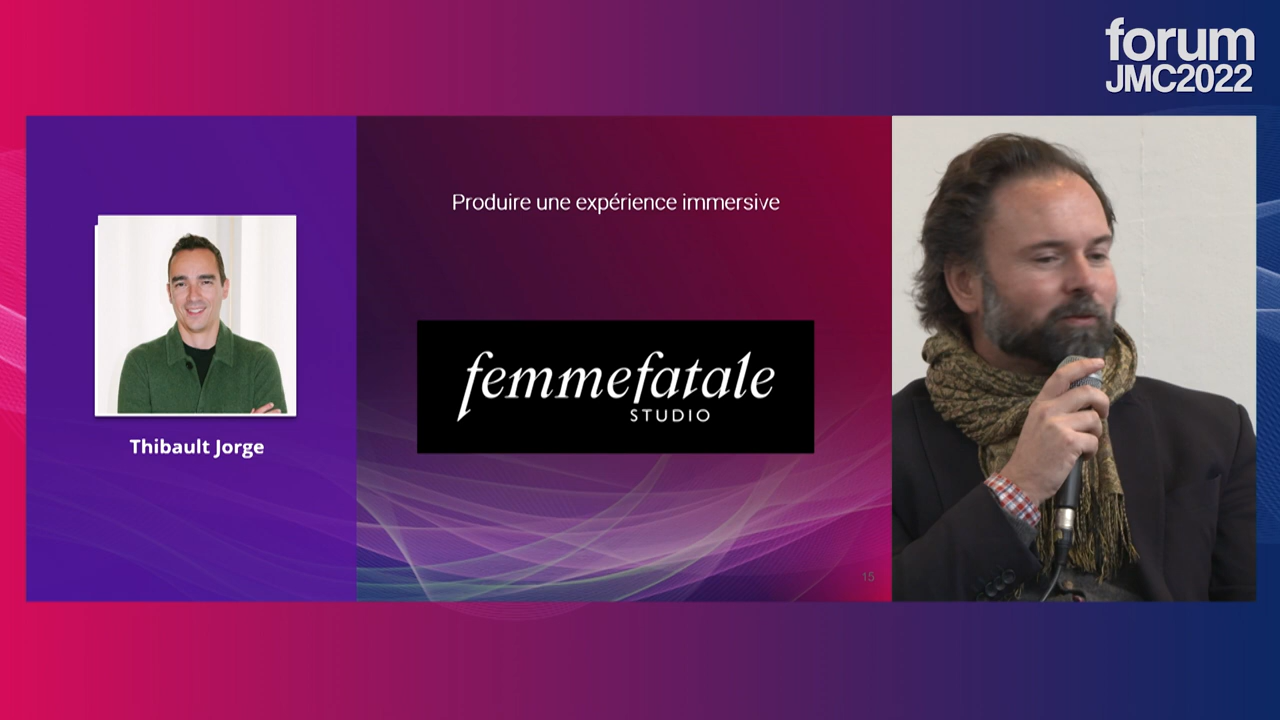 forum
JMC2022
Produire une expérience immersive
femmefatale
STUDIO
Thibault Jorge
15